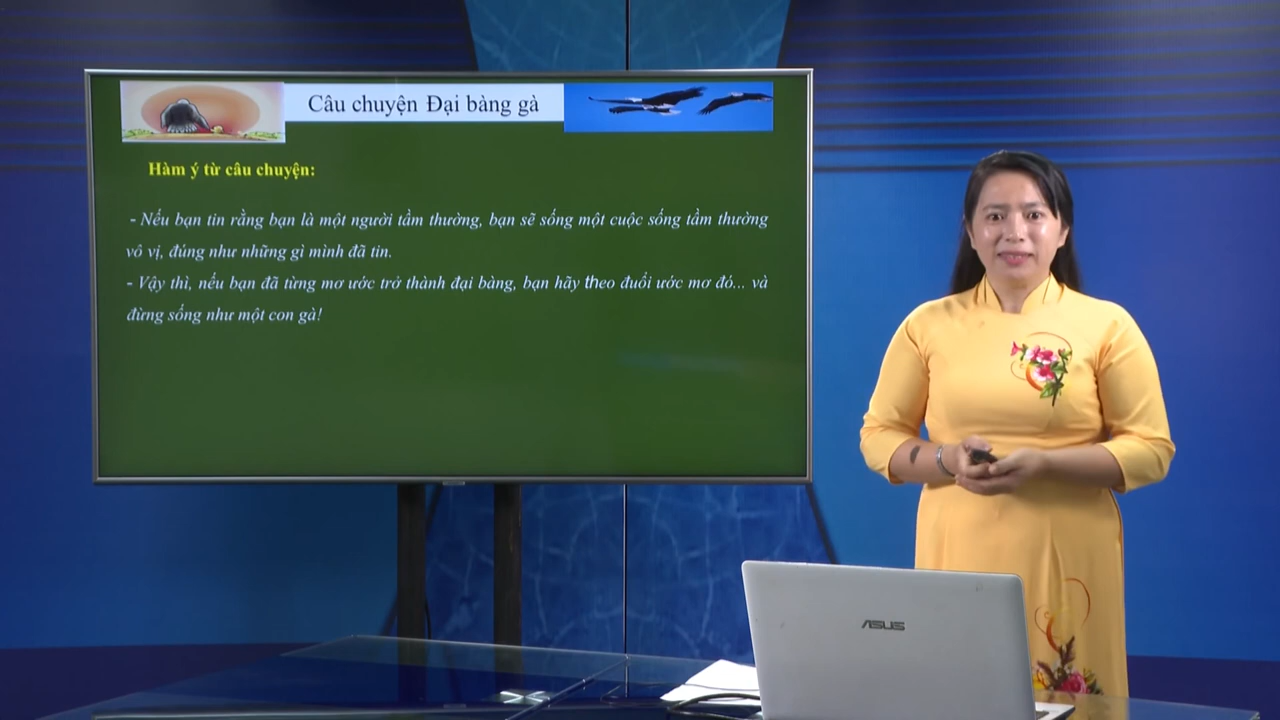 Câu chuyện Đại bàng gà
Hàm ý từ câu chuyện:
- Nếu bạn tin rằng bạn là một người tầm thường, bạn sẽ sống một cuộc sống tầm thường
vô vị, đúng như những gì mình đã tin.
- Vậy thì, nếu bạn đã từng mơ ước trở thành đại bàng, bạn hãy theo đuổi ước mơ đó... và
đừng sống như một con gà!
ASUS